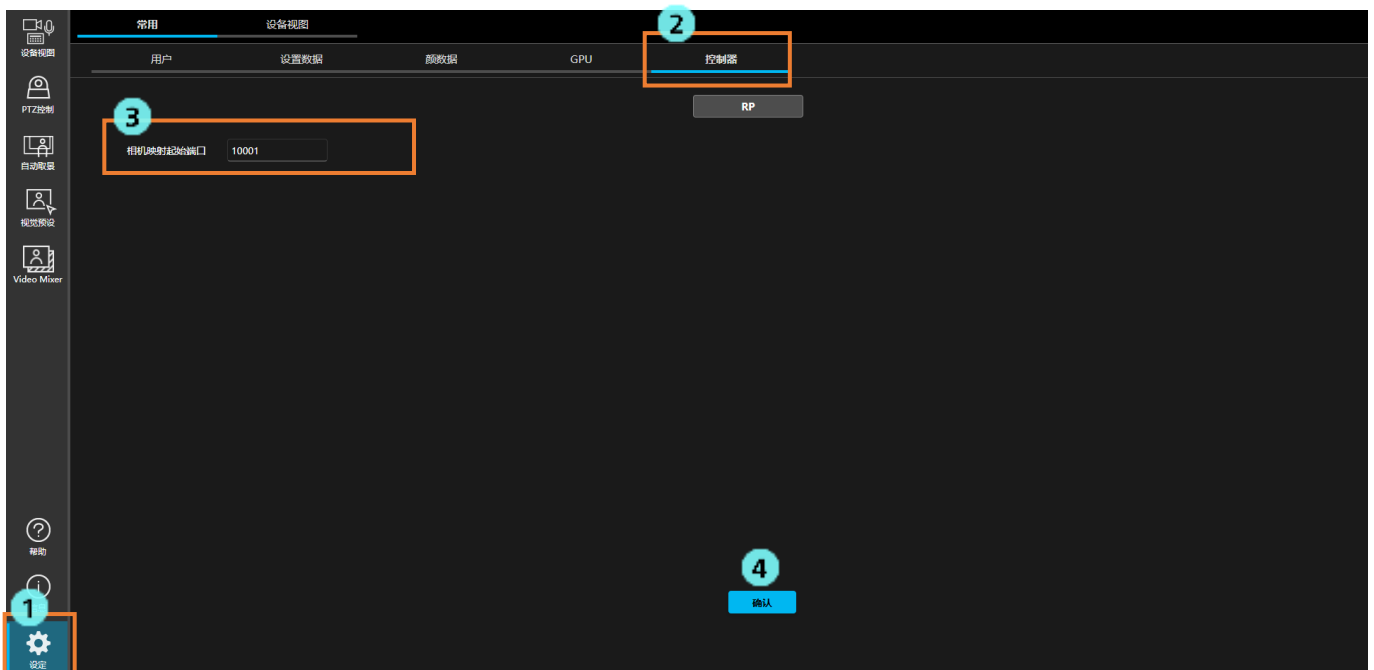 设备视图
PTZ控制
自动取景
视觉预设
Video Mixer
帮助
1
设定
常用
设备视图
2
用户
设置数据
颜数据
GPU
控制器
RP
3
相机映射起始端口
10001
4
确认